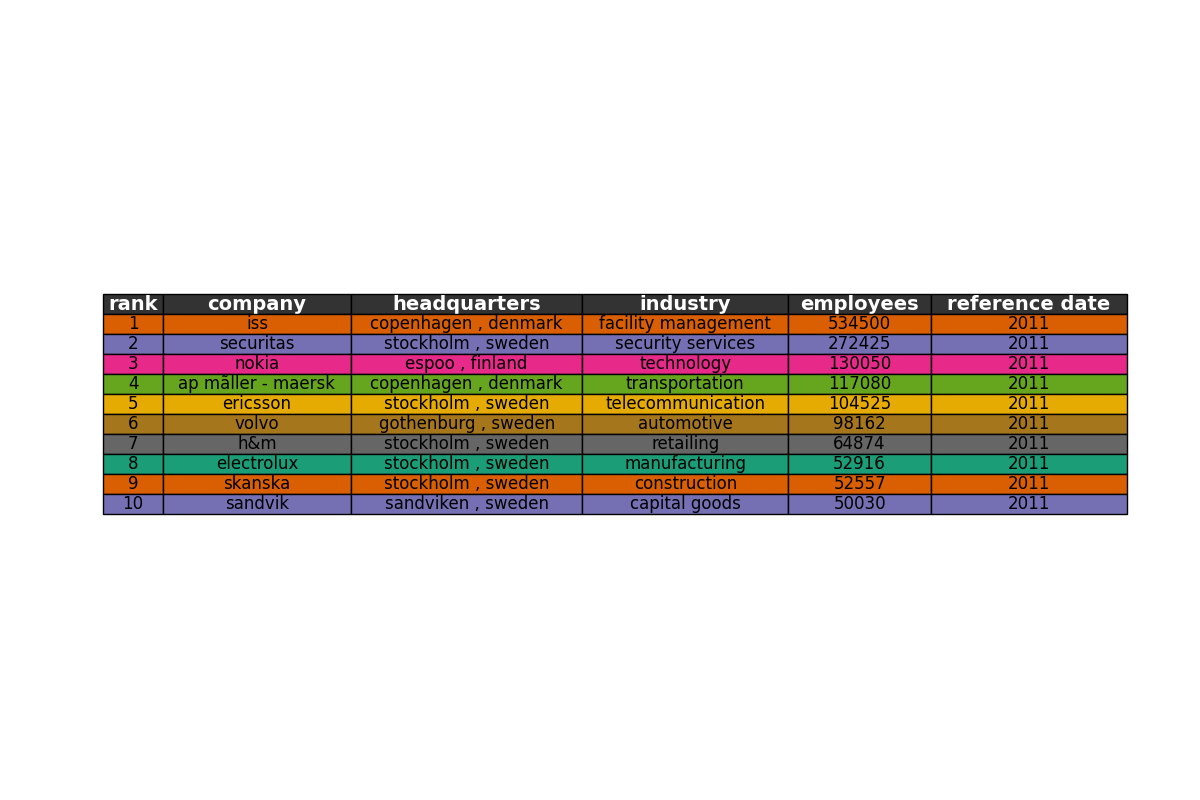 rank company headquarters industry employees reference date
1 iss copenhagen , denmark facility management 534500 2011
2 securitas stockholm , sweden security services 272425 2011
3 nokia espoo , finland technology 130050 2011
4 ap mãller - maersk copenhagen , denmark transportation 117080 2011
5 ericsson stockholm , sweden telecommunication 104525 2011
6 volvo gothenburg , sweden automotive 98162 2011
7 h&m stockholm , sweden retailing 64874 2011
8 electrolux stockholm , sweden manufacturing 52916 2011
9 skanska stockholm , sweden construction 52557 2011
10 sandvik sandviken , sweden capital goods 50030 2011